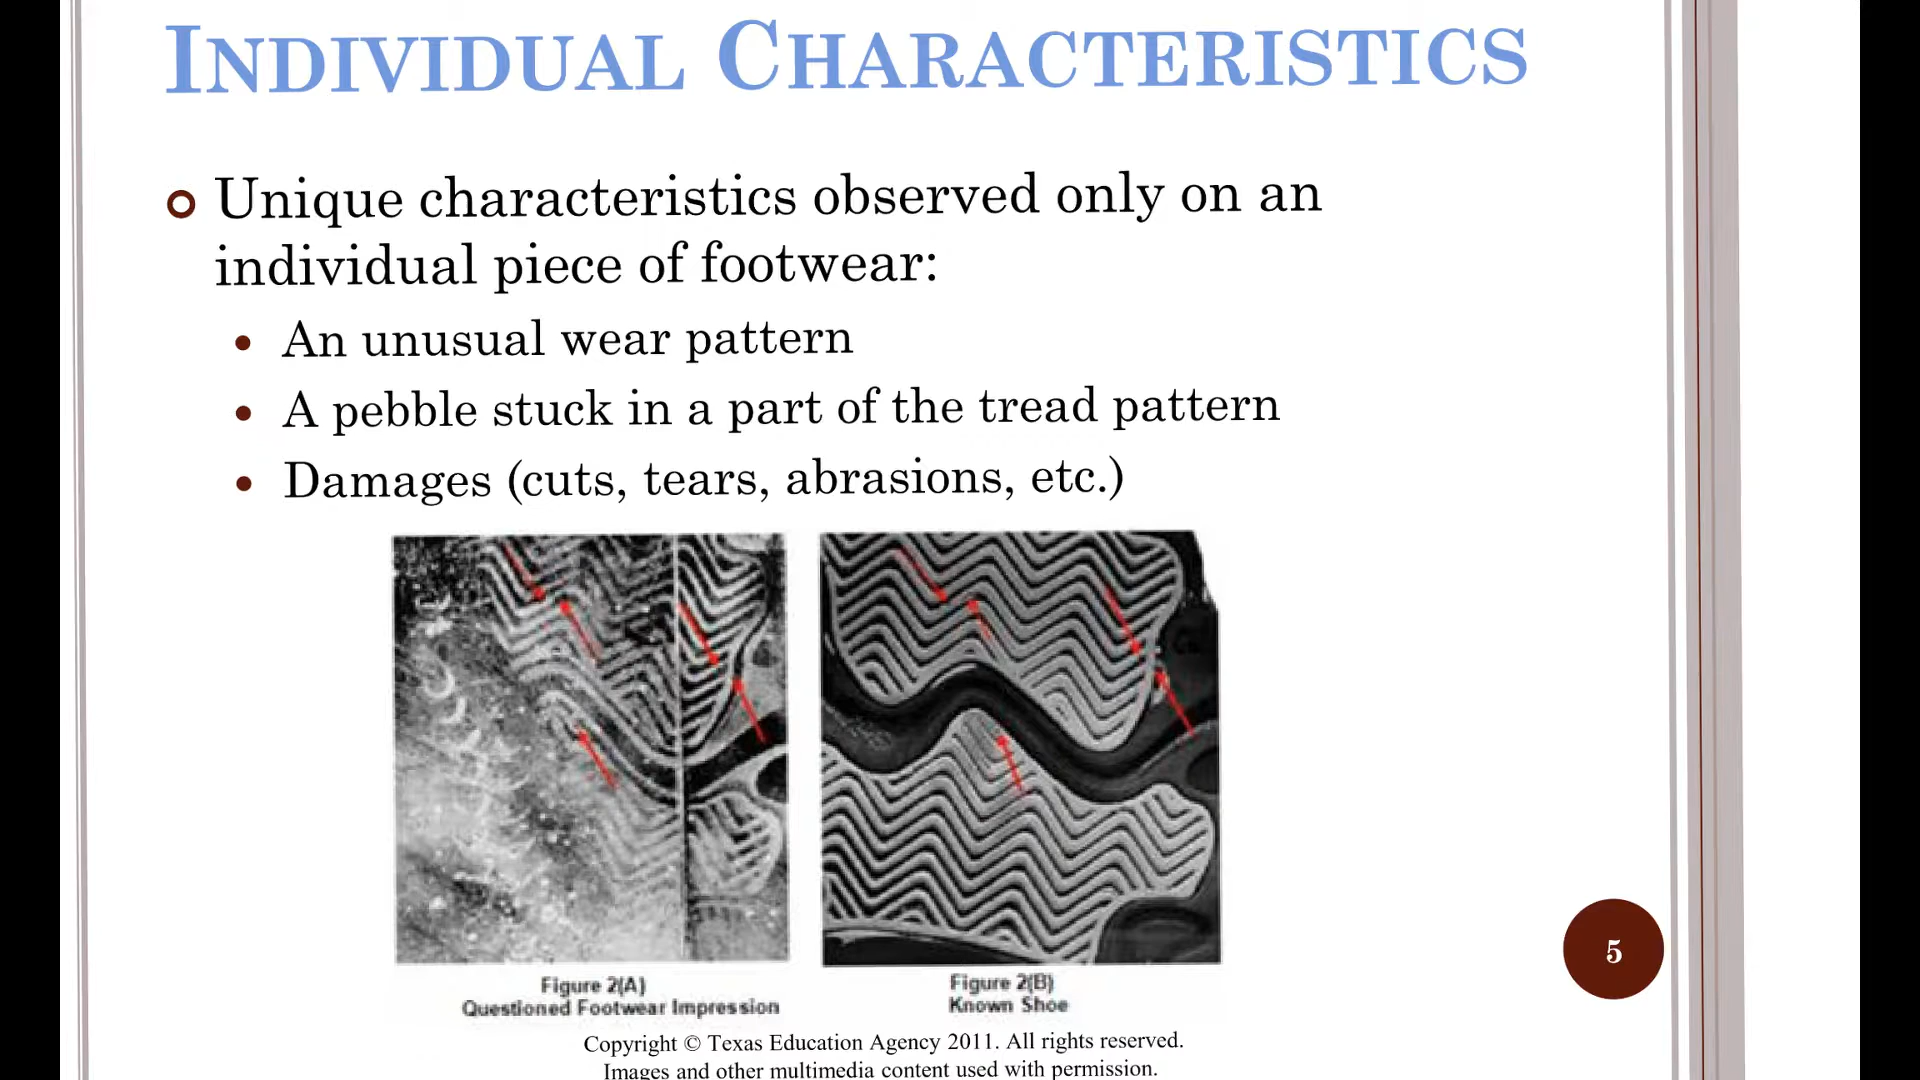 INDIVIDUAL CHARACTERISTICS
Unique characteristics observed only on an
individual piece of footwear:
• An unusual wear pattern
• A pebble stuck in a part of the tread pattern
• Damages (cuts, tears, abrasions, etc.)
Figure 2(A)
Questioned Footwear Impression
Figure 2(B)
Known Shoe
5
Copyright © Texas Education Agency 2011. All rights reserved.
Images and other multimedia content used with permission.